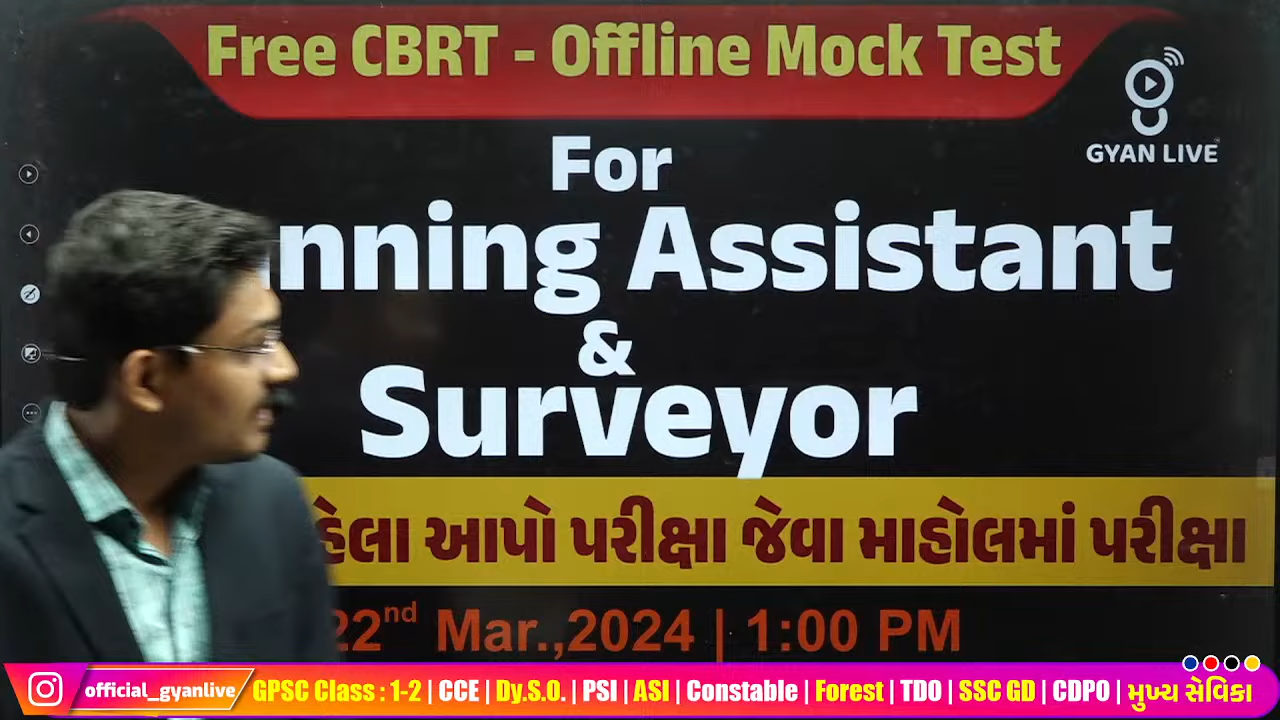 Free CBRT - Offline Mock Test
GYAN LIVE
For
nning Assistant
&
Surveyor
હેલા આપો પરીક્ષા જેવા માહોલમાં પરીક્ષા
22nd Mar.,2024 | 1:00 PM
official_gyanlive GPSC Class : 1-2 | CCE | Dy.S.O. | PSI | ASI | Constable | Forest | TDO | SSC GD | CDPO | મુખ્ય સેવિકા